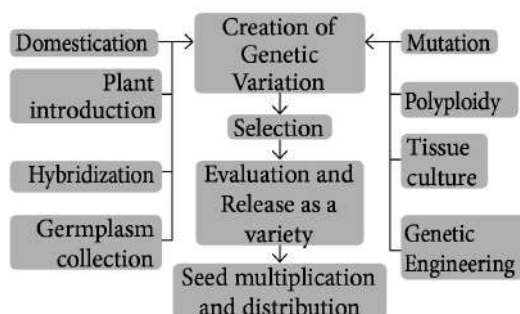 Domestication
Plant
introduction
Hybridization
Germplasm
collection
Creation of
Genetic
Variation
Selection
Evaluation and
Release as a
variety
Seed multiplication
and distribution
Mutation
Polyploidy
Tissue
culture
Genetic
Engineering